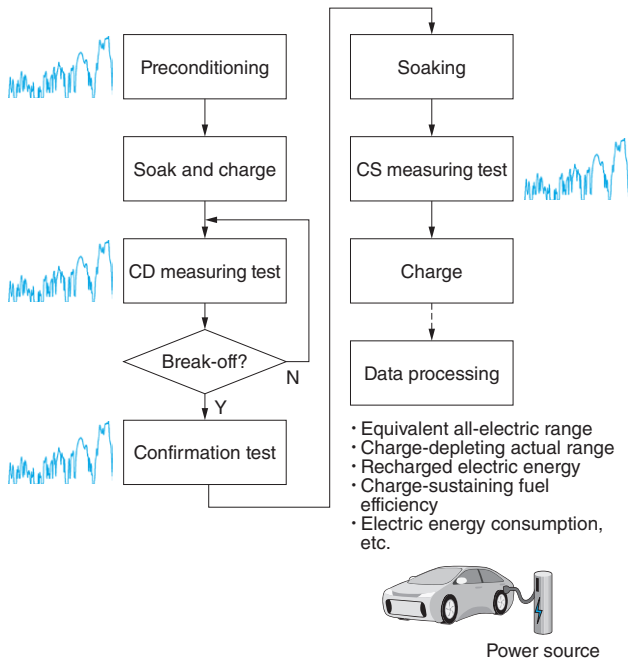 Preconditioning
Soak and charge
CD measuring test
Break-off?
N
Y
Confirmation test
Soaking
CS measuring test
Charge
Data processing
・Equivalent all-electric range
・Charge-depleting actual range
・Recharged electric energy
・Charge-sustaining fuel
efficiency
・Electric energy consumption,
etc.
Power source